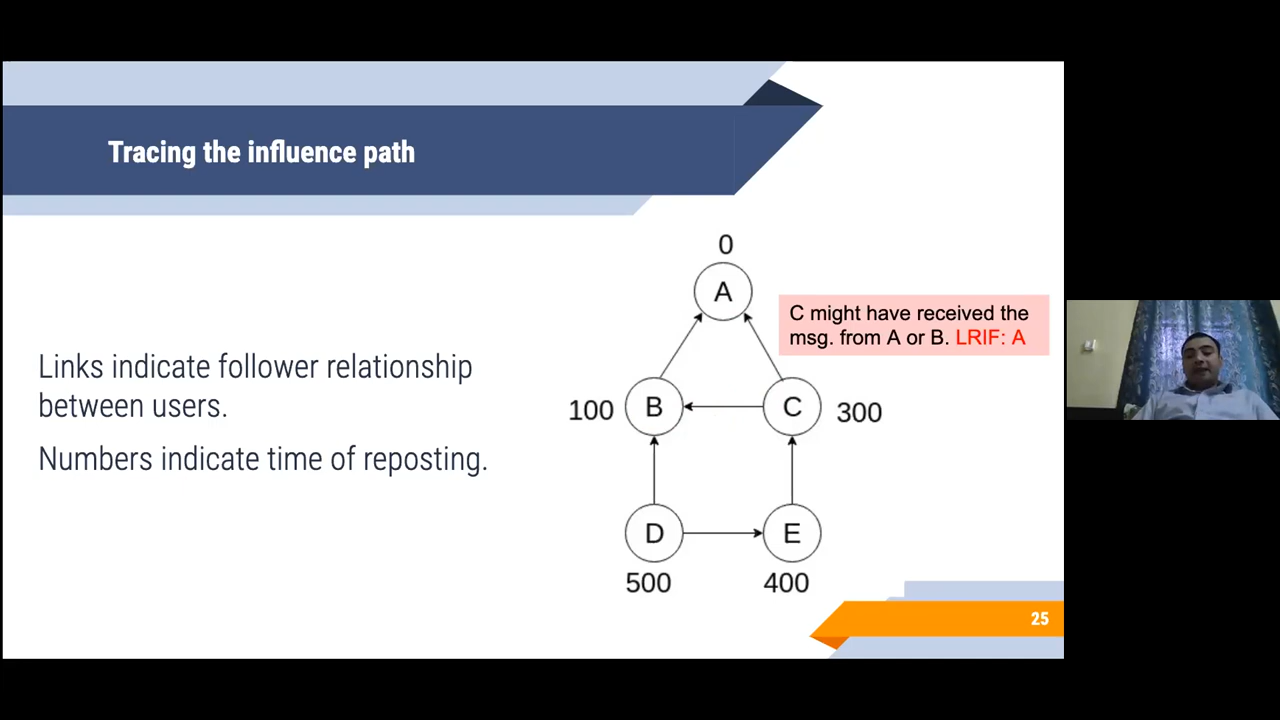 Tracing the influence path
Links indicate follower relationship
between users.
Numbers indicate time of reposting.
0
A
C might have received the
msg. from A or B. LRIF: A
100
B
C
300
D
E
500
400
25